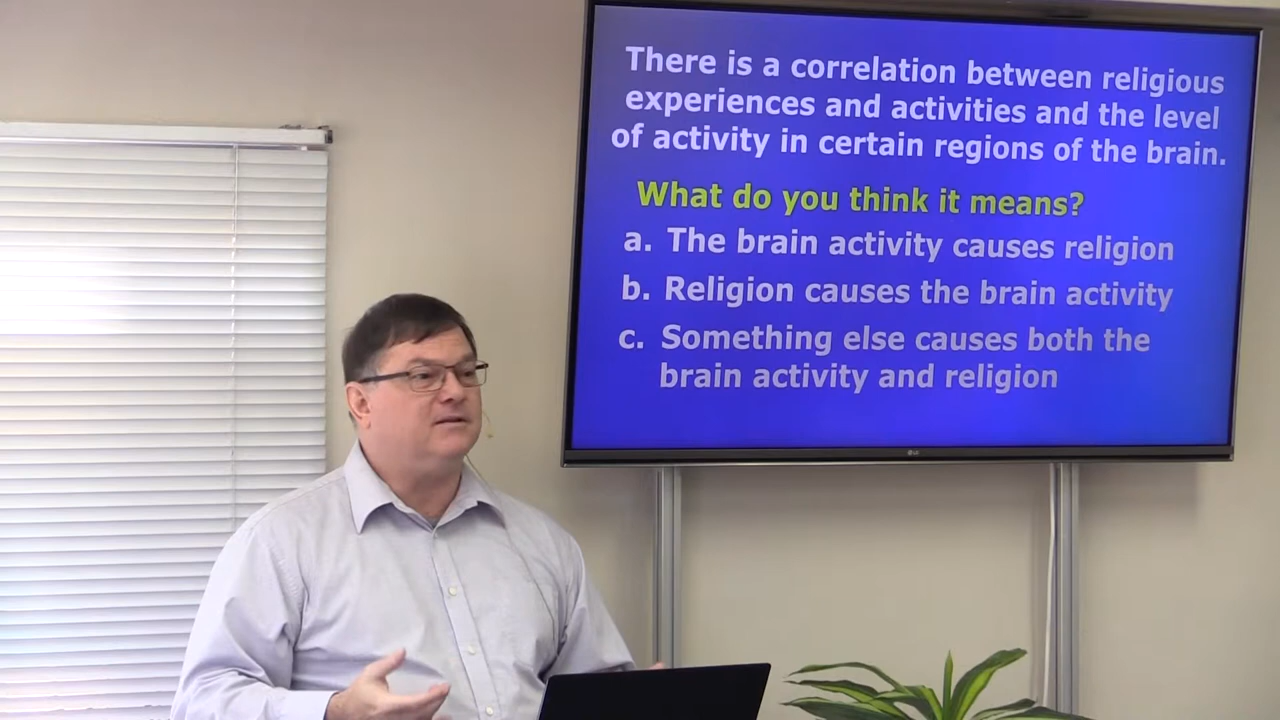 There is a correlation between religious
experiences and activities and the level
of activity in certain regions of the brain.
What do you think it means?
a. The brain activity causes religion
b. Religion causes the brain activity
c. Something else causes both the
brain activity and religion
LG